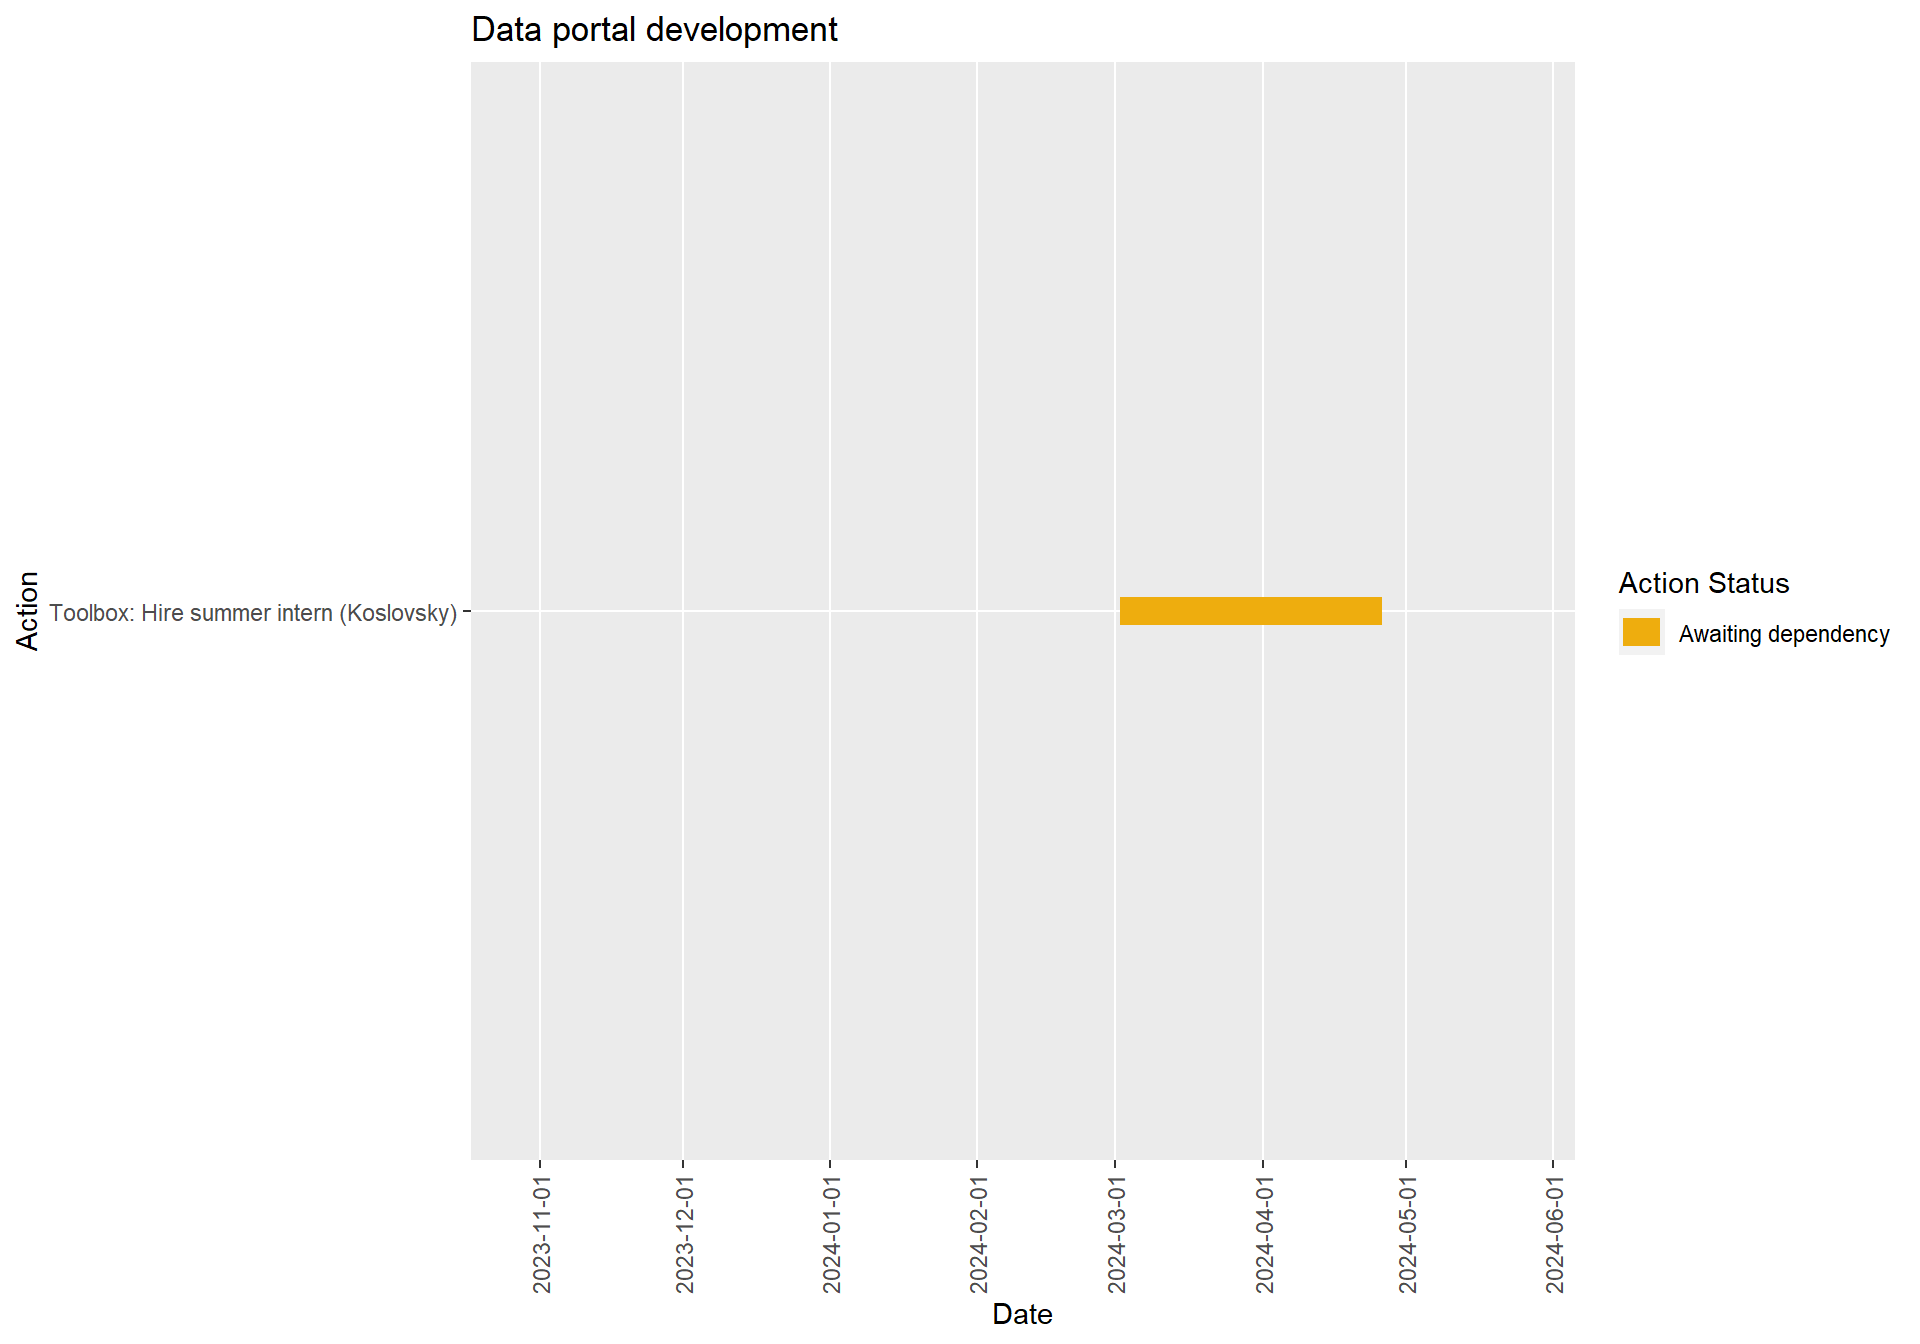 Data portal development
Action
Toolbox: Hire summer intern (Koslovsky)
Action Status
Awaiting dependency
2023-11-01
2023-12-01
2024-01-01
2024-02-01
2024-03-01
2024-04-01
2024-05-01
2024-06-01
Date